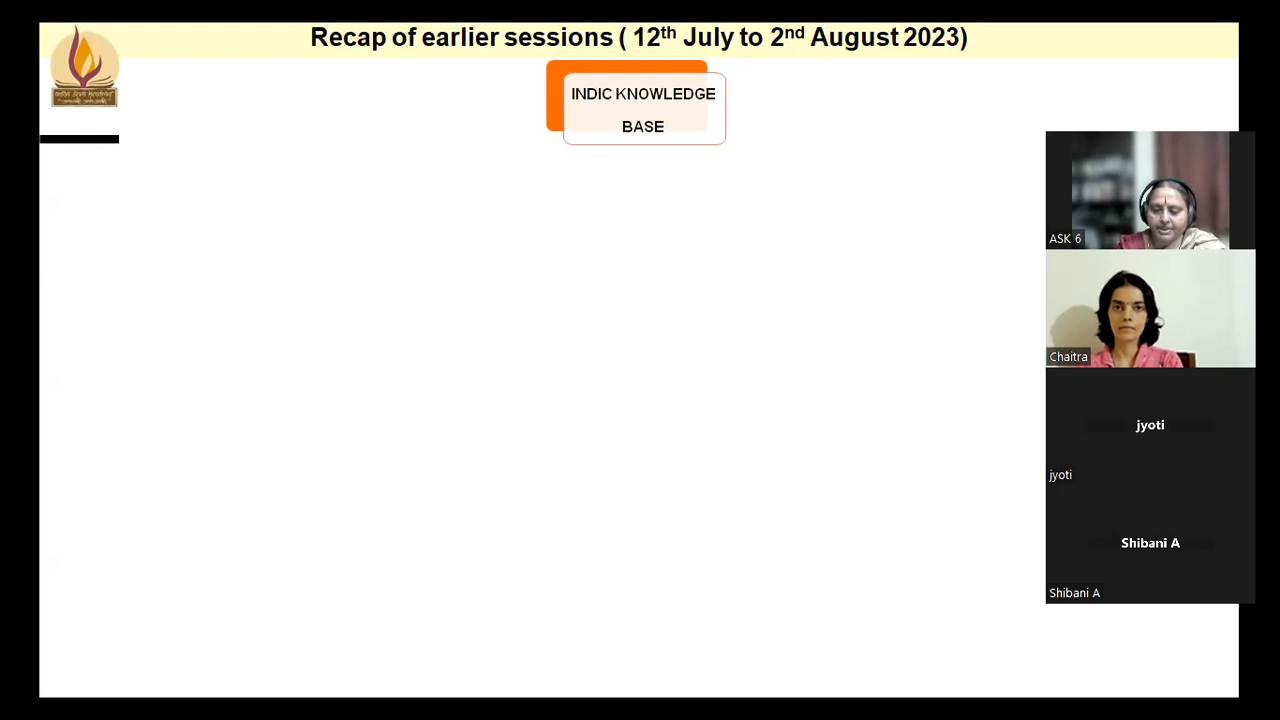 Recap of earlier sessions ( 12th July to 2nd August 2023)
INDIC KNOWLEDGE
BASE
ASK 6
Chaitra
jyoti
jyoti
Shibani A
Shibani A